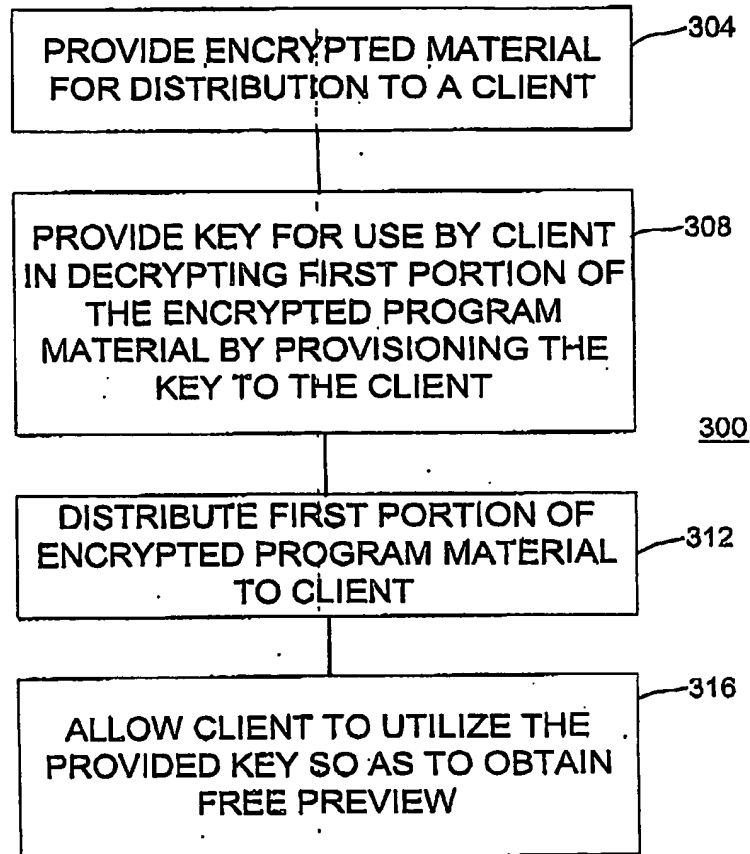 PROVIDE ENCRYPTED MATERIAL
FOR DISTRIBUTION TO A CLIENT
304
PROVIDE KEY FOR USE BY CLIENT
IN DECRYPTING FIRST PORTION OF
THE ENCRYPTED PROGRAM
MATERIAL BY PROVISIONING THE
KEY TO THE CLIENT
308
300
DISTRIBUTE FIRST PORTION OF
ENCRYPTED PROGRAM MATERIAL
TO CLIENT
312
ALLOW CLIENT TO UTILIZE THE
PROVIDED KEY SO AS TO OBTAIN
FREE PREVIEW
316